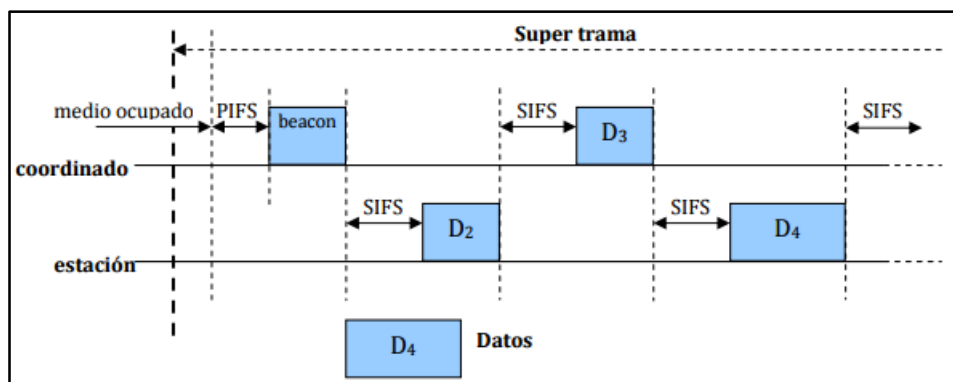 Super trama
medio ocupado PIFS beacon SIFS D3 SIFS
coordinado
SIFS D2 SIFS D4
estación
D4 Datos